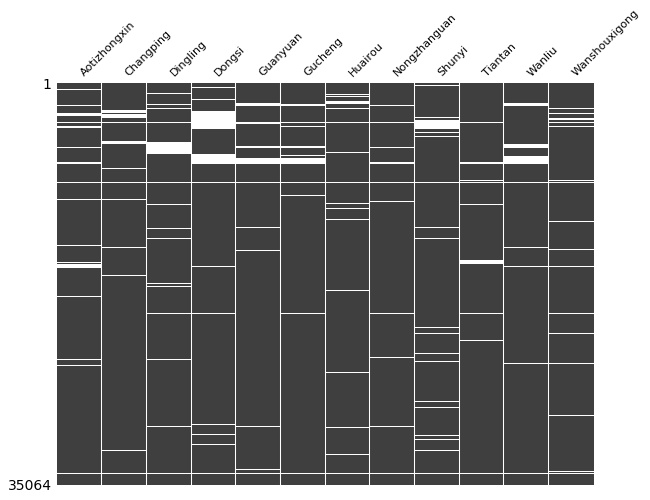 Aotizhongxin
Changping
Dingling
Dongsi
Guanyuan
Gucheng
Huairou
Nongzhanguan
Shunyi
Tiantan
Wanliu
Wanshouxigong
1
35064